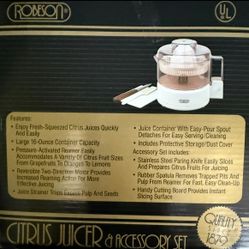 ROBESON®
UL
Features:
• Enjoy Fresh-Squeezed Citrus Juices Quickly
And Easily
• Large 16-Ounce Container Capacity
• Pressure-Activated Reamer Easily
Accommodates A Variety Of Citrus Fruit Sizes
From Grapefruits To Oranges To Lemons
• Reversible Two-Direction Motor Provides
Increased Reaming Action For More
Effective Juicing
• Juice Strainer Traps Excess Pulp And Seeds
• Juice Container With Easy-Pour Spout
Detaches For Easy Serving/Cleaning
• Includes Protective Storage/Dust Cover
Accessory Set Includes:
• Stainless Steel Paring Knife Easily Slices
And Prepares Citrus Fruits For Juicing
• Rubber Spatula Removes Trapped Pits And
Pulp From Reamer For Fast, Easy Clean-Up
• Handy Cutting Board Provides Instant
Slicing Surface
CITRUS JUICER & ACCESSORY SET
QUALITY
1879